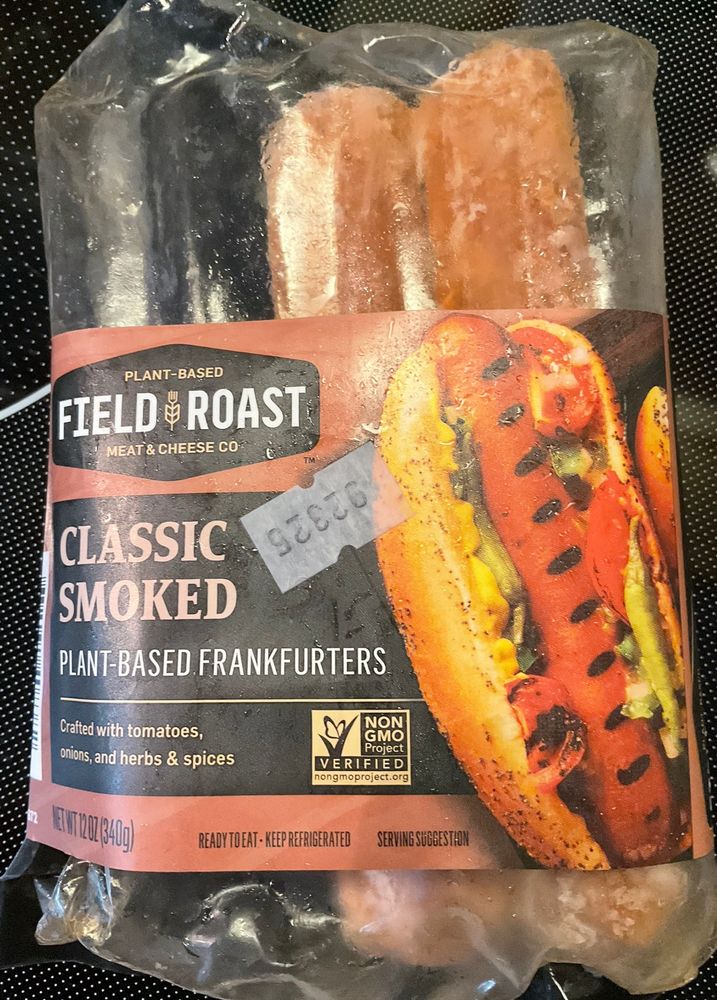 PLANT-BASED
FIELD ROAST
MEAT & CHEESE CO
TM
92326
CLASSIC
SMOKED
PLANT-BASED FRANKFURTERS
Crafted with tomatoes,
onions, and herbs & spices
NON
GMO
Project
VERIFIED
nongmoproject.org
NET WT 12 OZ (340g)
READY TO EAT • KEEP REFRIGERATED
SERVING SUGGESTION